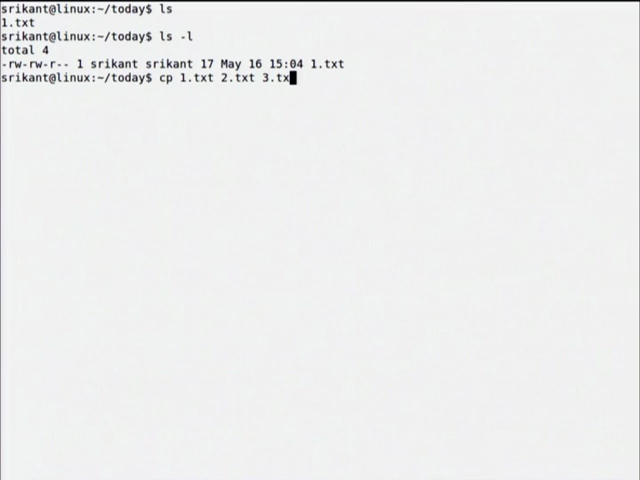 srikant@linux:~/today$ ls
1.txt
srikant@linux:~/today$ ls -l
total 4
-rw-rw-r-- 1 srikant srikant 17 May 16 15:04 1.txt
srikant@linux:~/today$ cp 1.txt 2.txt 3.tx